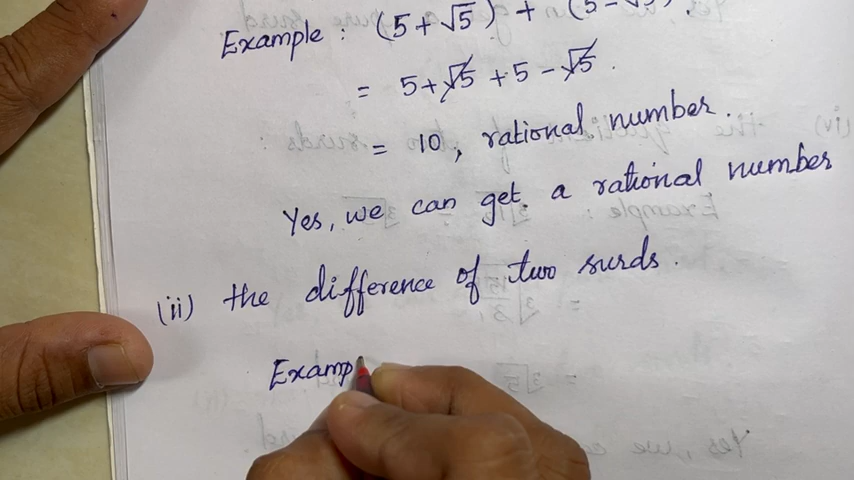 Example : (5 + √5) + (5 - √5).
= 5 + √5 + 5 - √5.
= 10, rational number.
Yes, we can get a rational number
(ii) the difference of two surds.
Examp